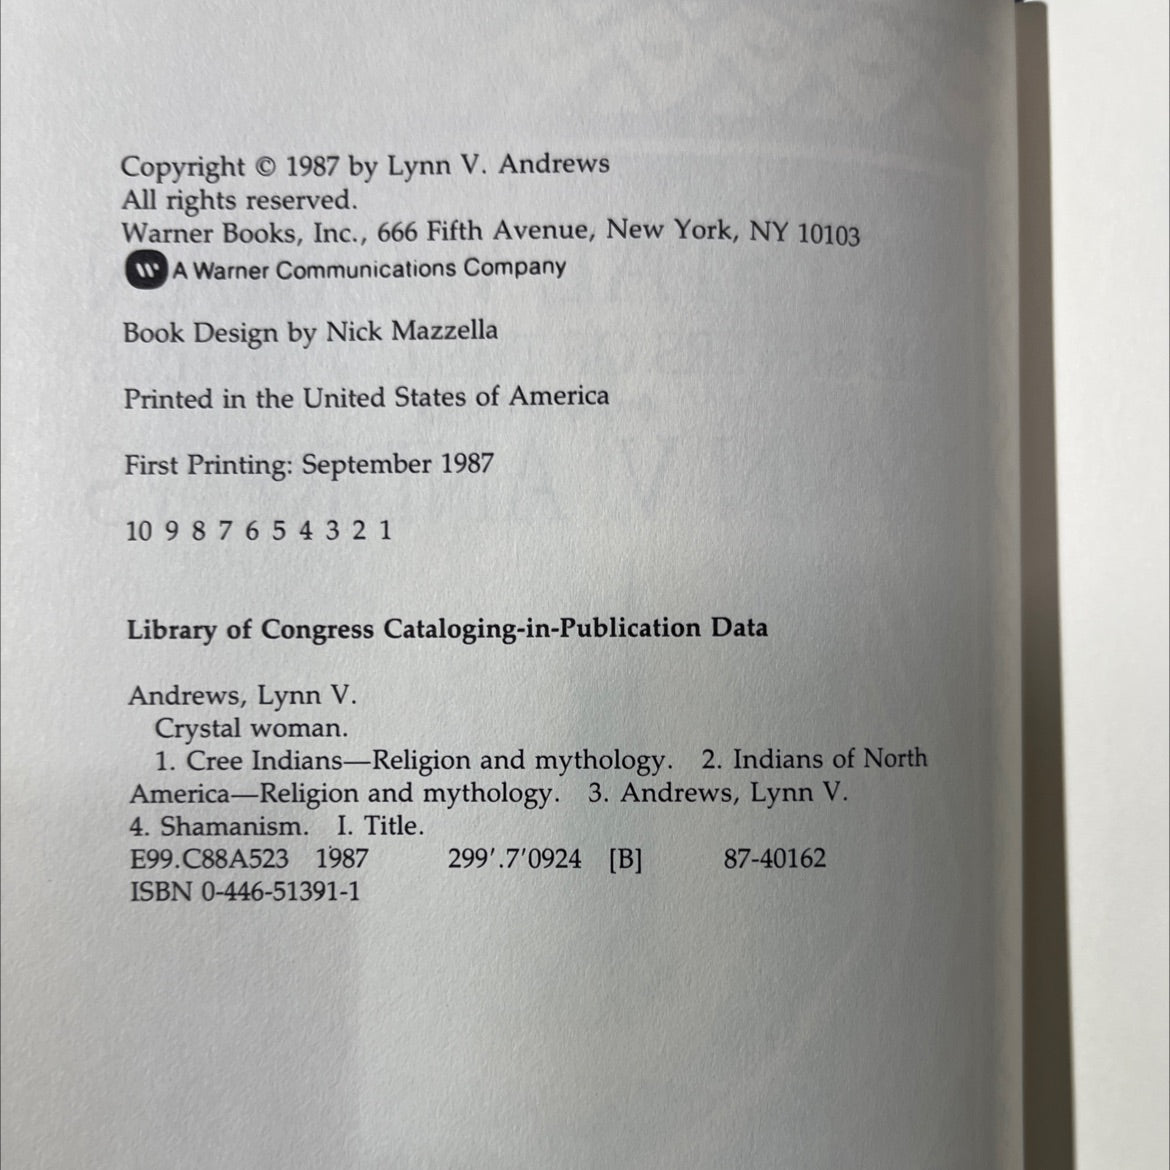 Copyright © 1987 by Lynn V. Andrews
All rights reserved.
Warner Books, Inc., 666 Fifth Avenue, New York, NY 10103
A Warner Communications Company
Book Design by Nick Mazzella
Printed in the United States of America
First Printing: September 1987
10 9 8 7 6 5 4 3 2 1
Library of Congress Cataloging-in-Publication Data
Andrews, Lynn V.
Crystal woman.
1. Cree Indians—Religion and mythology. 2. Indians of North
America—Religion and mythology. 3. Andrews, Lynn V.
4. Shamanism. I. Title.
E99.C88A523 1987 299'.7'0924 [B] 87-40162
ISBN 0-446-51391-1